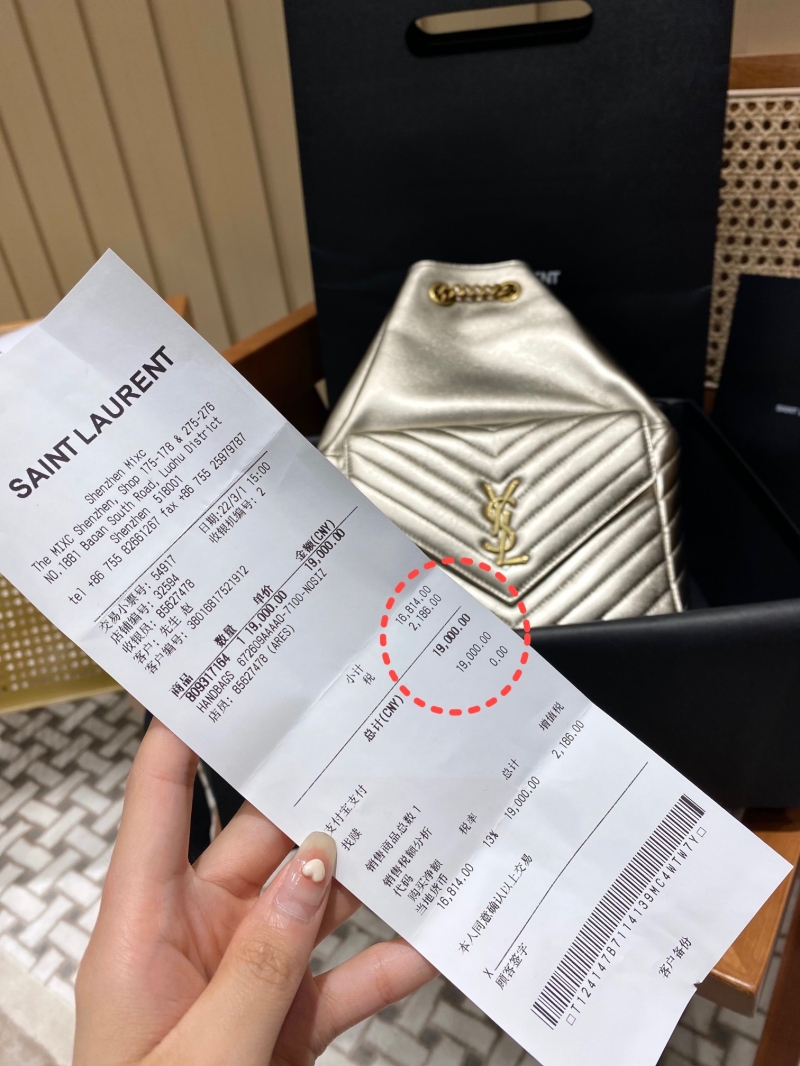 SAINT LAURENT
Shenzhen Mixc
The MIXC Shenzhen, Shop 175-178 & 275-276
NO.1881 Baoan South Road, Luohu District
Shenzhen 518001
tel +86 755 82661267 fax +86 755 25979787
日期:22/3/1 15:00
收银机编号: 2
交易小票号: 54917
店铺编号: 32594
收银员: 85627478
客户: 先生 赵
客户编号: 38016817521912
商品 数量 单价 金额(CNY)
809317164 1 19,000.00 19,000.00
HANDBAGS 672609AAAAO-7100-NOSIZ
店员: 85627478 (ARES)
小计 16,814.00
税 2,186.00
总计(CNY) 19,000.00
支付宝支付 19,000.00
找赎 0.00
销售商品总数 1
销售税额分析
代码 税率 总计 增值税
购买净额
当地货币
16,814.00 13% 19,000.00 2,186.00
本人同意确认以上交易
X
顾客签字
T124147B7114139MC4WTW7Y
客户备份
YSL